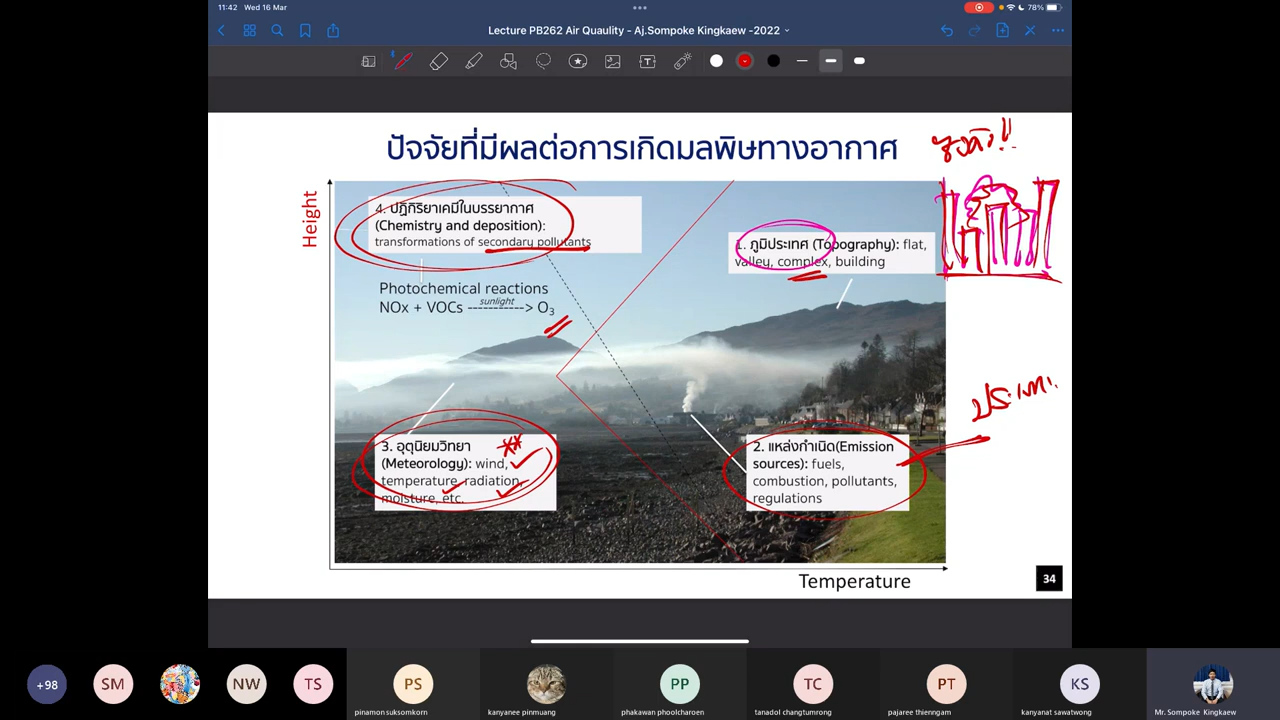 11:42 Wed 16 Mar
78%
Lecture PB262 Air Quaulity - Aj.Sompoke Kingkaew -2022
ปัจจัยที่มีผลต่อการเกิดมลพิษทางอากาศ
Height
4. ปฏิกิริยาเคมีในบรรยากาศ
(Chemistry and deposition):
transformations of secondary pollutants
Photochemical reactions
NOx + VOCs ----------> O3
sunlight
1. ภูมิประเทศ (Topography): flat,
valley, complex, building
3. อุตุนิยมวิทยา
(Meteorology): wind,
temperature, radiation,
moisture, etc.
2. แหล่งกำเนิด(Emission
sources): fuels,
combustion, pollutants,
regulations
ประเภท
Temperature
34
+98
SM
NW
TS
PS
PP
TC
PT
KS
pinamon suksomkorn
kanyanee pinmuang
phakawan phoolcharoen
tanadol changtumrong
pajaree thienngam
kanyanat sawatwong
Mr. Sompoke Kingkaew